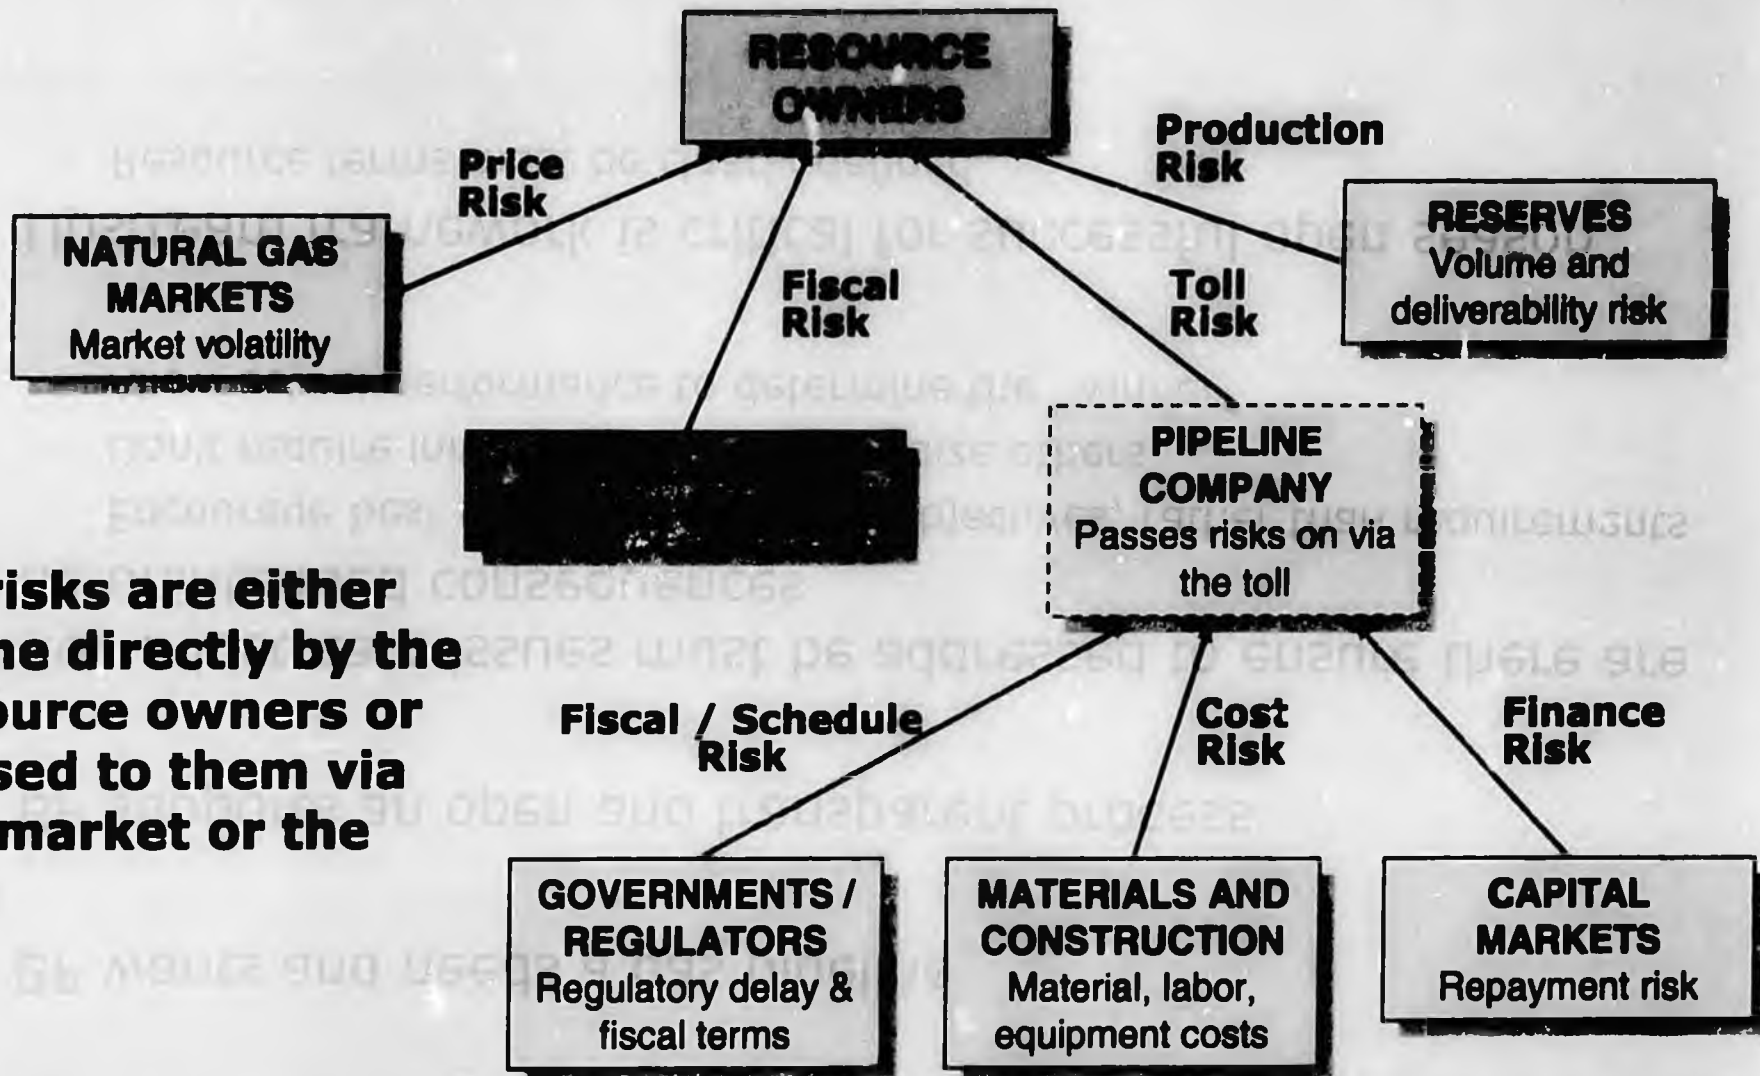 RESOURCE
OWNERS
Price
Risk
Production
Risk
NATURAL GAS
MARKETS
Market volatility
Fiscal
Risk
Toll
Risk
RESERVES
Volume and
deliverability risk
PIPELINE
COMPANY
Passes risks on via
the toll
risks are either
ne directly by the
ource owners or
sed to them via
market or the
Fiscal / Schedule
Risk
Cost
Risk
Finance
Risk
GOVERNMENTS /
REGULATORS
Regulatory delay &
fiscal terms
MATERIALS AND
CONSTRUCTION
Material, labor,
equipment costs
CAPITAL
MARKETS
Repayment risk